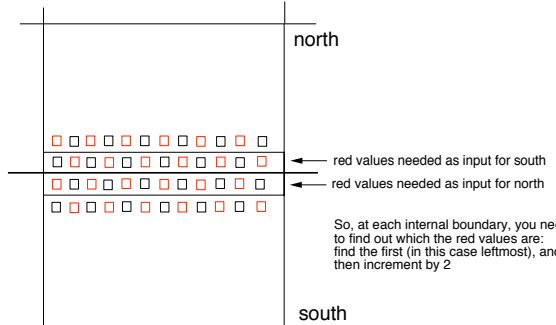 north
red values needed as input for south
red values needed as input for north
So, at each internal boundary, you nee
to find out which the red values are:
find the first (in this case leftmost), and
then increment by 2
south